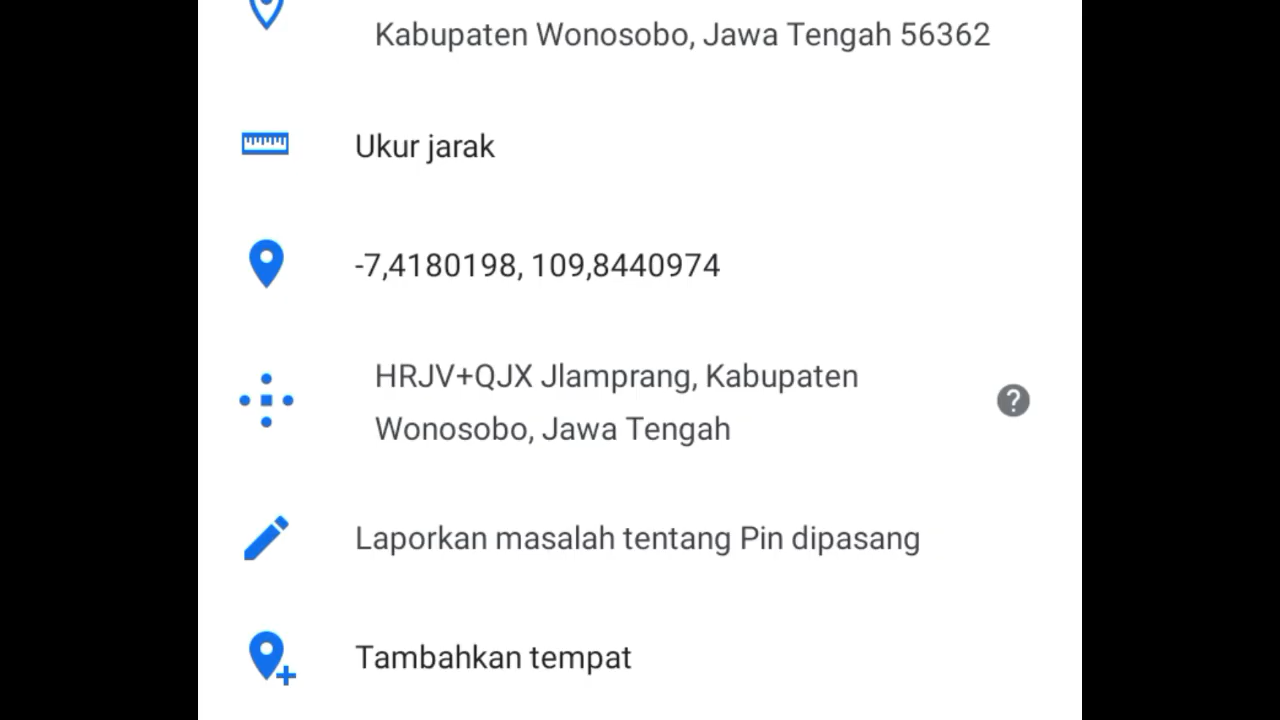 Kabupaten Wonosobo, Jawa Tengah 56362
Ukur jarak
-7,4180198, 109,8440974
HRJV+QJX Jlamprang, Kabupaten
Wonosobo, Jawa Tengah
Laporkan masalah tentang Pin dipasang
Tambahkan tempat